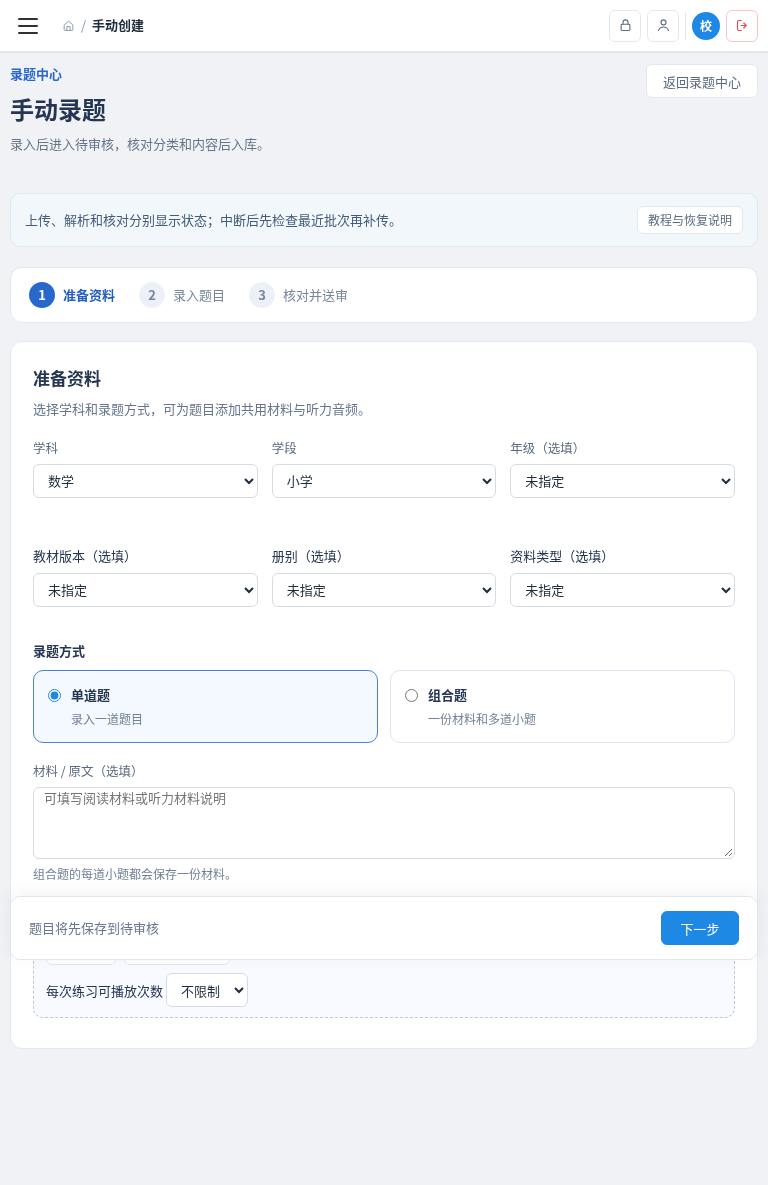 / 手动创建
校
录题中心
返回录题中心
手动录题
录入后进入待审核，核对分类和内容后入库。
上传、解析和核对分别显示状态；中断后先检查最近批次再补传。
教程与恢复说明
1 准备资料 2 录入题目 3 核对并送审
准备资料
选择学科和录题方式，可为题目添加共用材料与听力音频。
学科 学段 年级（选填）
数学 小学 未指定
教材版本（选填） 册别（选填） 资料类型（选填）
未指定 未指定 未指定
录题方式
单道题 组合题
录入一道题目 一份材料和多道小题
材料 / 原文（选填）
可填写阅读材料或听力材料说明
组合题的每道小题都会保存一份材料。
题目将先保存到待审核 下一步
每次练习可播放次数 不限制